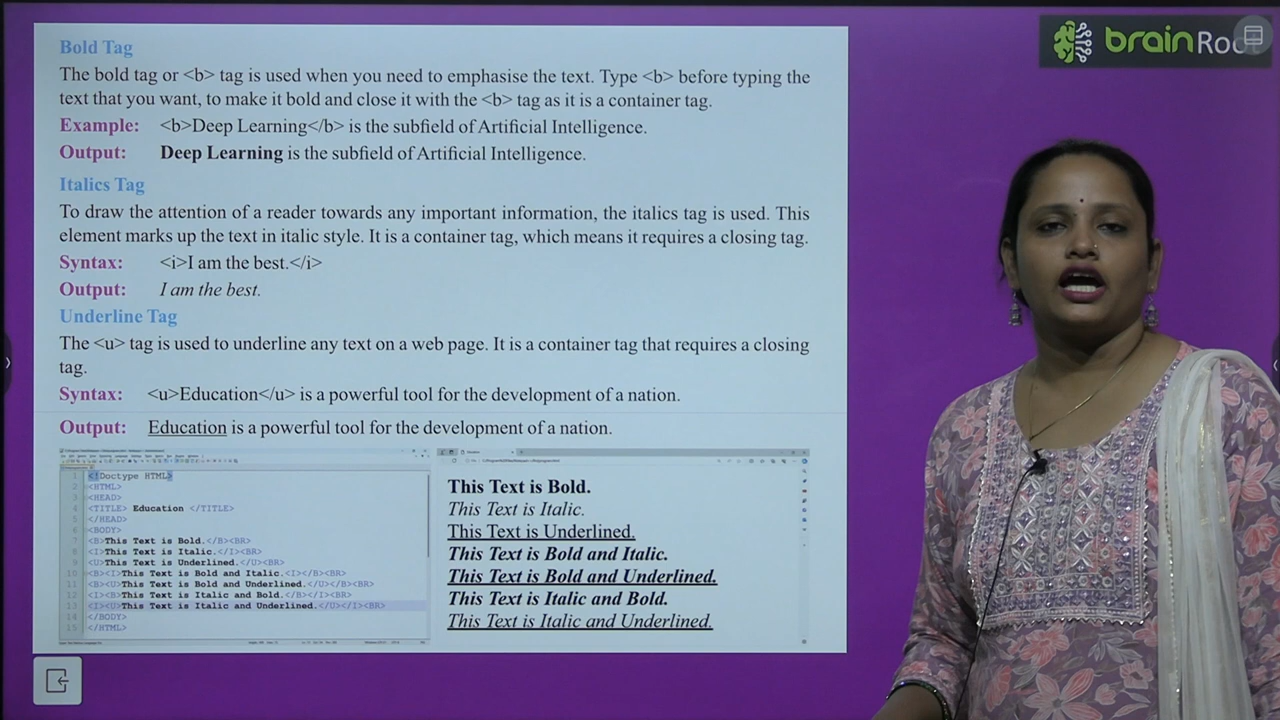 brainRoo
Bold Tag
The bold tag or <b> tag is used when you need to emphasise the text. Type <b> before typing the
text that you want, to make it bold and close it with the <b> tag as it is a container tag.
Example: <b>Deep Learning</b> is the subfield of Artificial Intelligence.
Output: Deep Learning is the subfield of Artificial Intelligence.
Italics Tag
To draw the attention of a reader towards any important information, the italics tag is used. This
element marks up the text in italic style. It is a container tag, which means it requires a closing tag.
Syntax: <i>I am the best.</i>
Output: I am the best.
Underline Tag
The <u> tag is used to underline any text on a web page. It is a container tag that requires a closing
tag.
Syntax: <u>Education</u> is a powerful tool for the development of a nation.
Output: Education is a powerful tool for the development of a nation.
1 <!Doctype HTML>
2 <HTML>
3 <HEAD>
4 <TITLE> Education </TITLE>
5 </HEAD>
6 <BODY>
7 <B>This Text is Bold.</B><BR>
8 <I>This Text is Italic.</I><BR>
9 <U>This Text is Underlined.</U><BR>
10 <B><I>This Text is Bold and Italic.<I></B><BR>
11 <B><U>This Text is Bold and Underlined.</U></B><BR>
12 <I><B>This Text is Italic and Bold.</B></I><BR>
13 <I><U>This Text is Italic and Underlined.</U></I><BR>
14 </BODY>
15 </HTML>
This Text is Bold.
This Text is Italic.
This Text is Underlined.
This Text is Bold and Italic.
This Text is Bold and Underlined.
This Text is Italic and Bold.
This Text is Italic and Underlined.